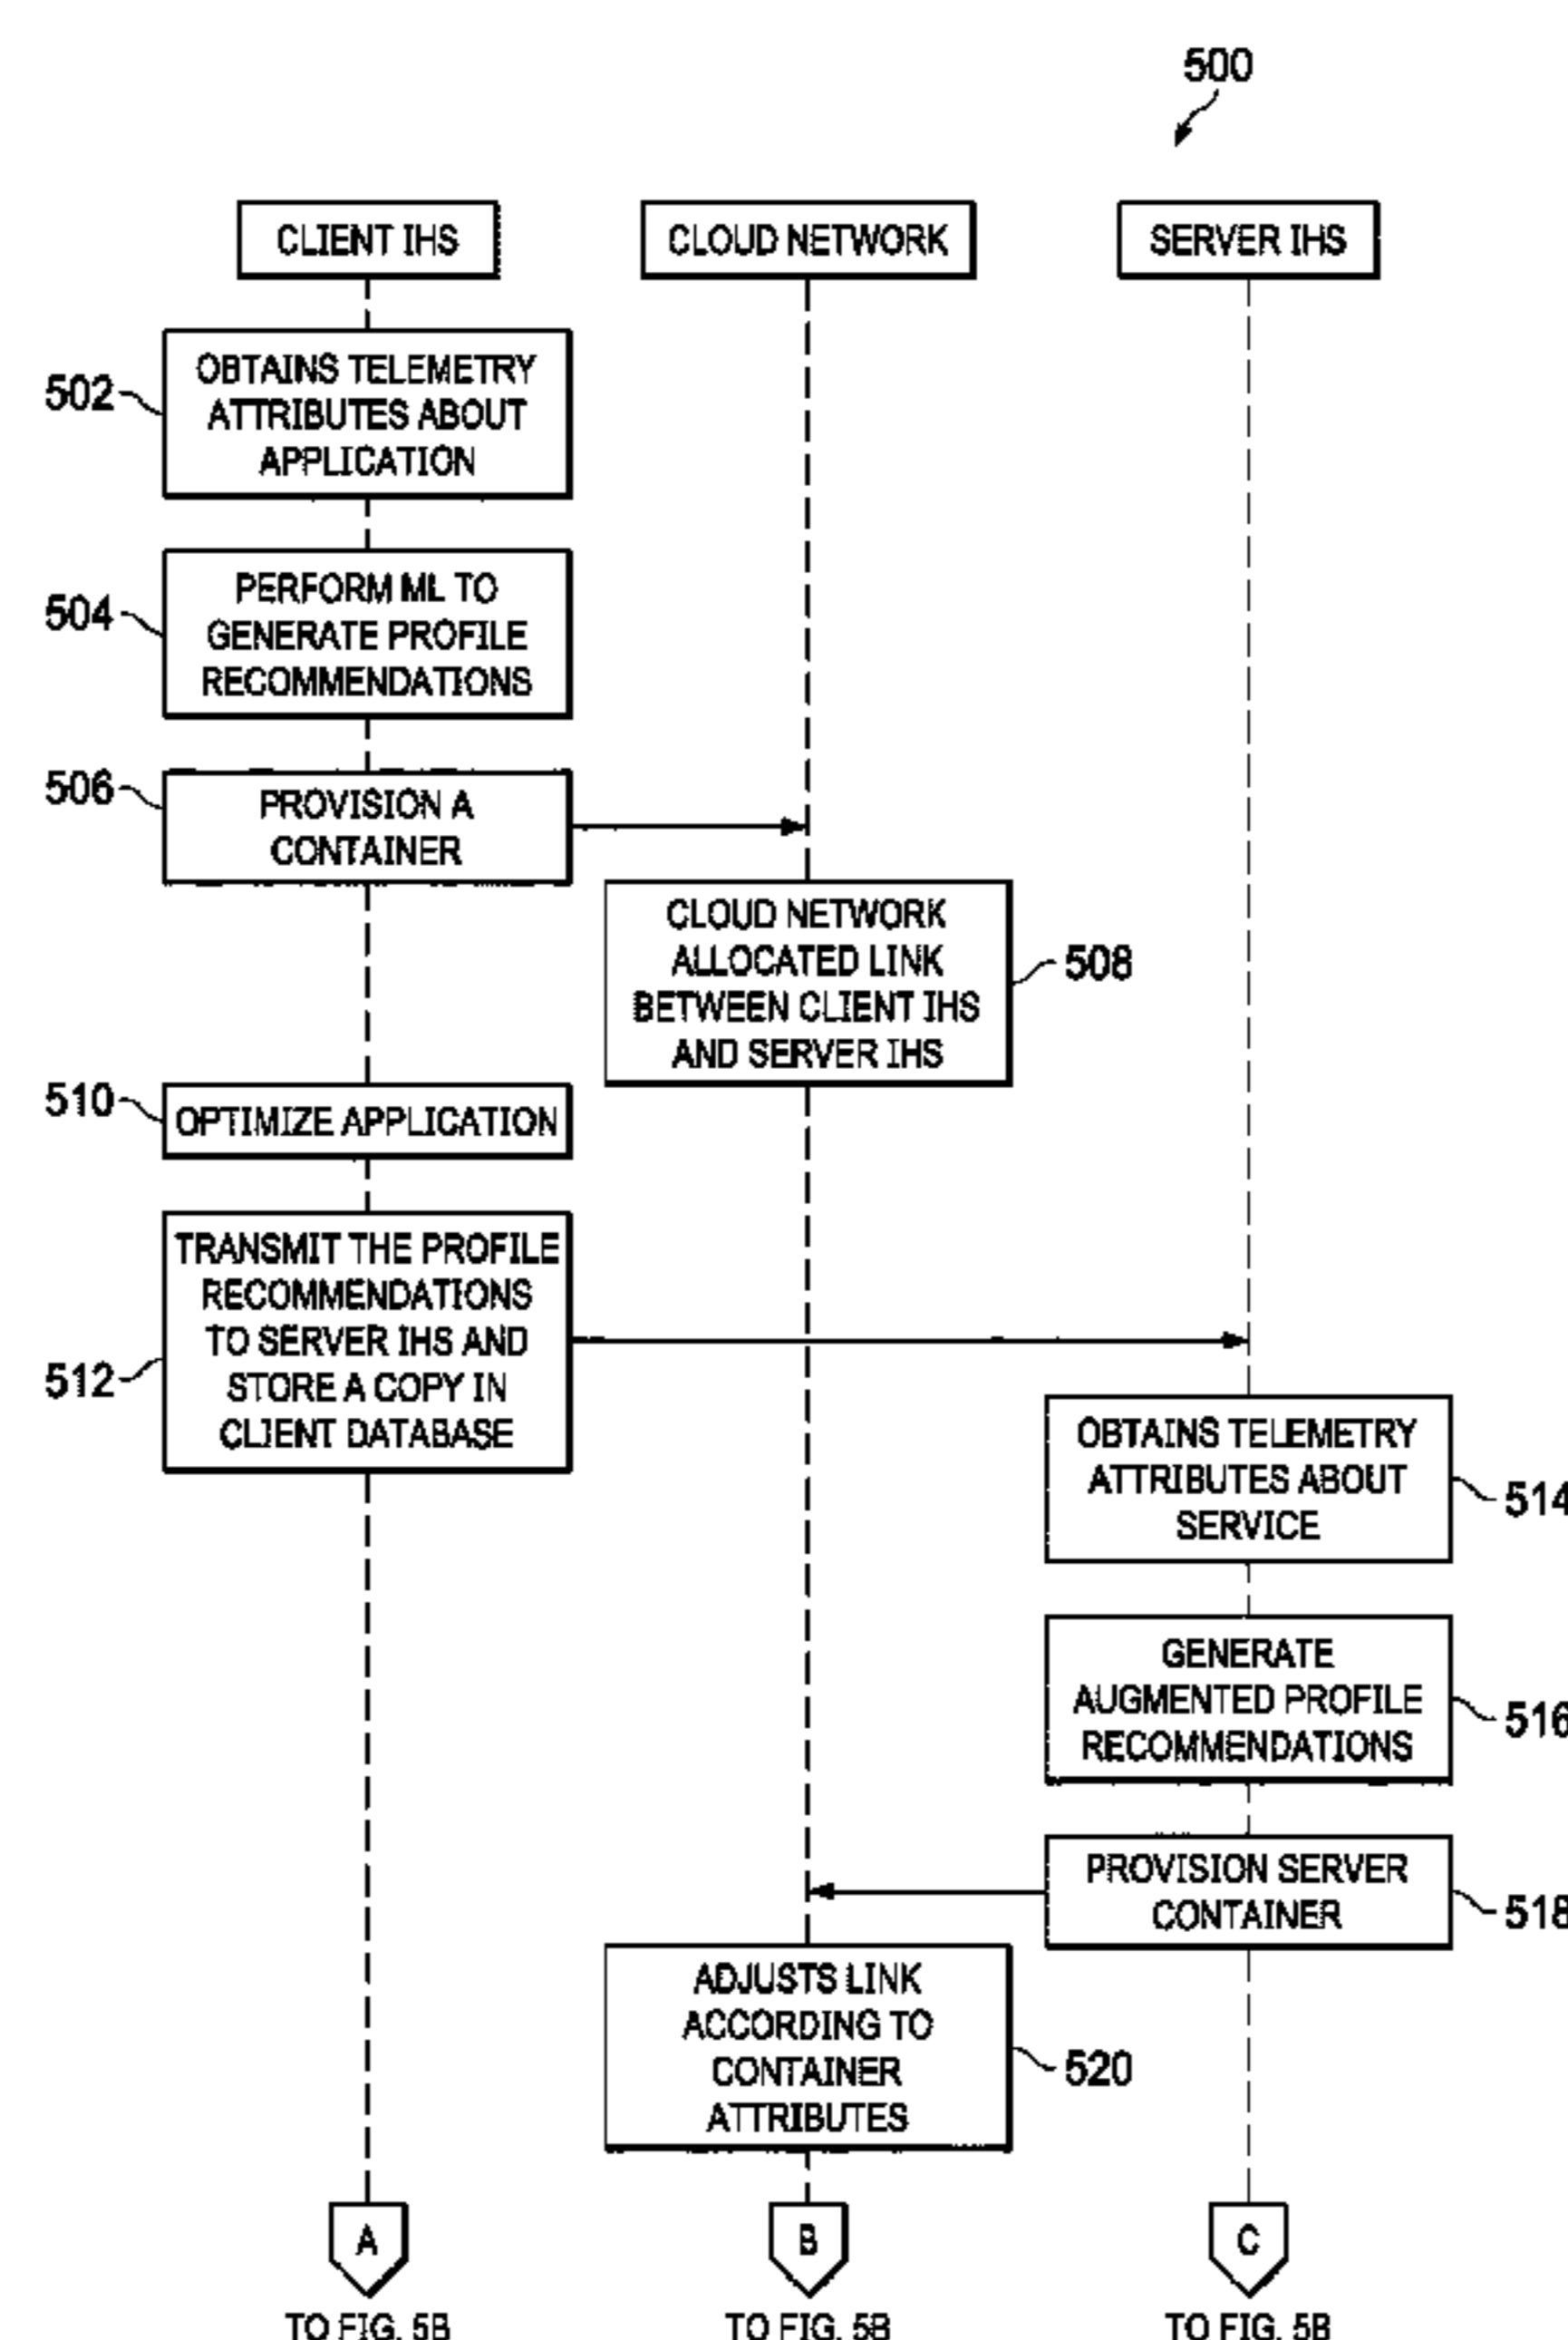 500
CLIENT IHS
CLOUD NETWORK
SERVER IHS
502
OBTAINS TELEMETRY
ATTRIBUTES ABOUT
APPLICATION
504
PERFORM ML TO
GENERATE PROFILE
RECOMMENDATIONS
506
PROVISION A
CONTAINER
CLOUD NETWORK
ALLOCATED LINK
BETWEEN CLIENT IHS
AND SERVER IHS
508
510
OPTIMIZE APPLICATION
512
TRANSMIT THE PROFILE
RECOMMENDATIONS
TO SERVER IHS AND
STORE A COPY IN
CLIENT DATABASE
OBTAINS TELEMETRY
ATTRIBUTES ABOUT
SERVICE
514
GENERATE
AUGMENTED PROFILE
RECOMMENDATIONS
516
PROVISION SERVER
CONTAINER
518
ADJUSTS LINK
ACCORDING TO
CONTAINER
ATTRIBUTES
520
A
B
C
TO FIG. 5B
TO FIG. 5B
TO FIG. 5B